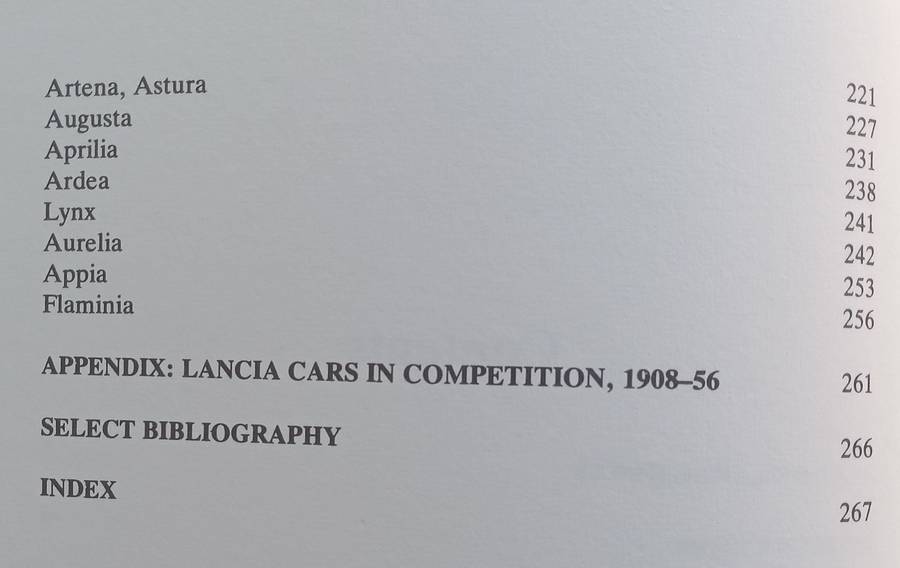 Artena, Astura 221
Augusta 227
Aprilia 231
Ardea 238
Lynx 241
Aurelia 242
Appia 253
Flaminia 256
APPENDIX: LANCIA CARS IN COMPETITION, 1908–56 261
SELECT BIBLIOGRAPHY 266
INDEX 267